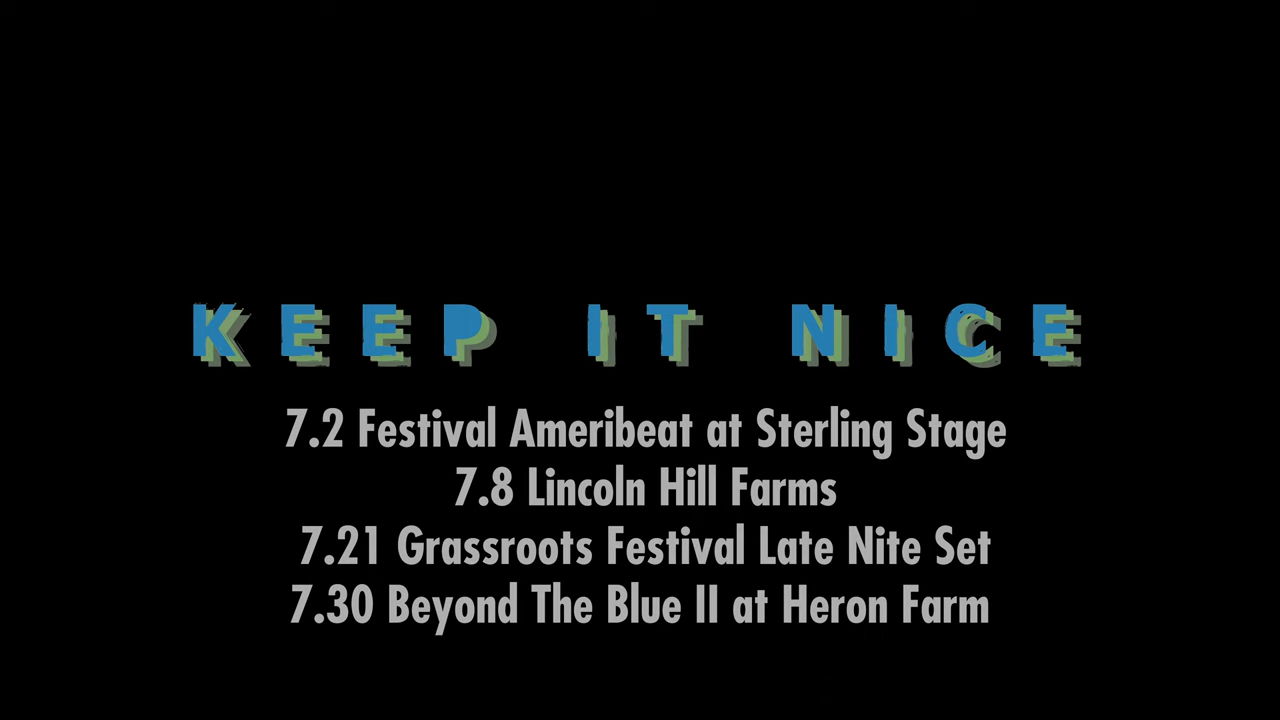 KEEP IT NICE
7.2 Festival Ameribeat at Sterling Stage
7.8 Lincoln Hill Farms
7.21 Grassroots Festival Late Nite Set
7.30 Beyond The Blue II at Heron Farm